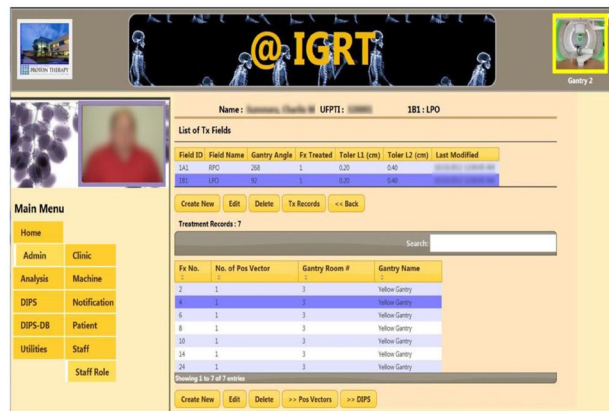 PROTON THERAPY
@ IGRT
Gantry 2
Name : UFPTI : 1B1 : LPO
List of Tx Fields
Field ID Field Name Gantry Angle Fx Treated Toler L1 (cm) Toler L2 (cm) Last Modified
1A1 RPO 268 1 0.20 0.40
1B1 LPO 92 1 0.20 0.40
Create New Edit Delete Tx Records << Back
Treatment Records : 7
Search:
Fx No. No. of Pos Vector Gantry Room # Gantry Name
2 1 3 Yellow Gantry
4 1 3 Yellow Gantry
6 1 3 Yellow Gantry
8 1 3 Yellow Gantry
10 1 3 Yellow Gantry
14 1 3 Yellow Gantry
24 1 3 Yellow Gantry
Showing 1 to 7 of 7 entries
Create New Edit Delete >> Pos Vectors >> DIPS
Main Menu
Home
Admin Clinic
Analysis Machine
DIPS Notification
DIPS-DB Patient
Utilities Staff
Staff Role